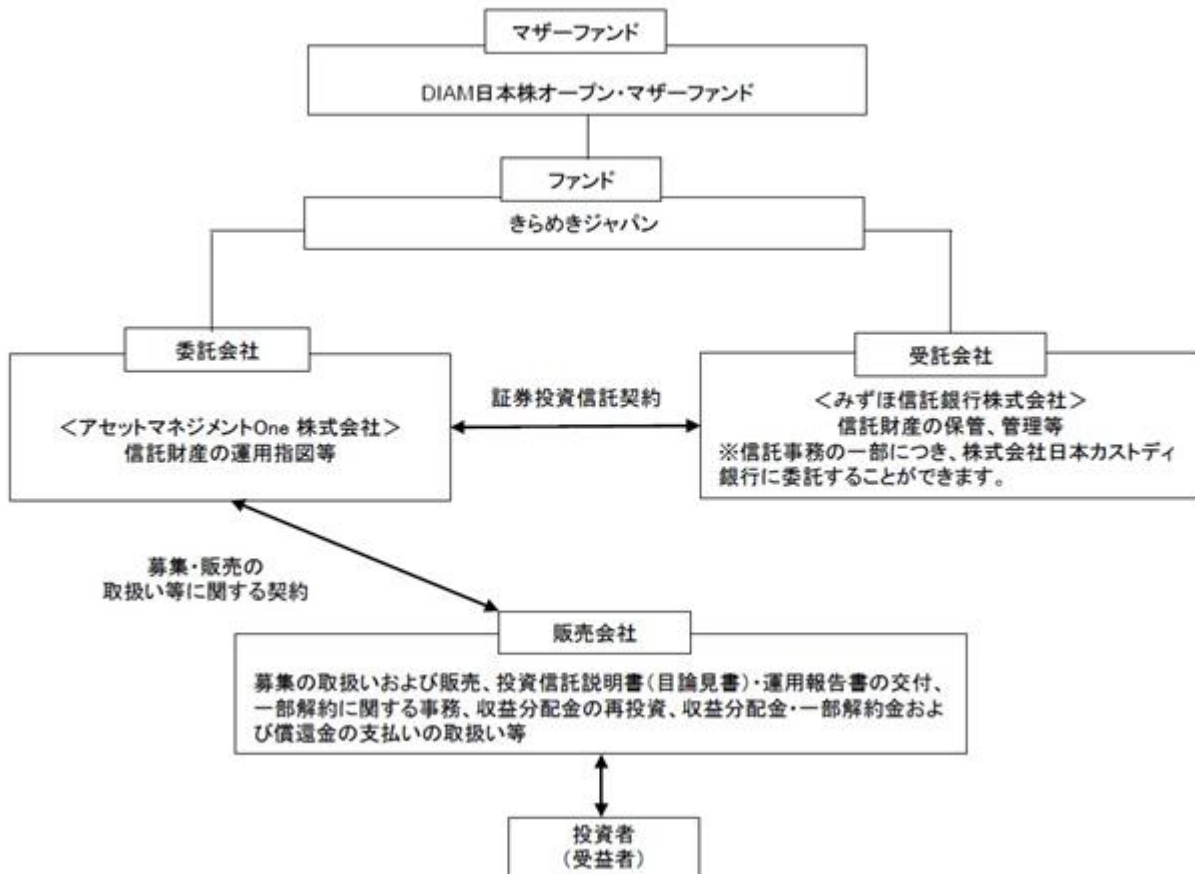 マザーファンド
DIAM日本株オープン・マザーファンド
ファンド
きらめきジャパン
委託会社
＜アセットマネジメントOne 株式会社＞
信託財産の運用指図等
証券投資信託契約
受託会社
＜みずほ信託銀行株式会社＞
信託財産の保管、管理等
※信託事務の一部につき、株式会社日本カストディ
銀行に委託することができます。
募集・販売の
取扱い等に関する契約
販売会社
募集の取扱いおよび販売、投資信託説明書（目論見書）・運用報告書の交付、
一部解約に関する事務、収益分配金の再投資、収益分配金・一部解約金およ
び償還金の支払いの取扱い等
投資者
（受益者）